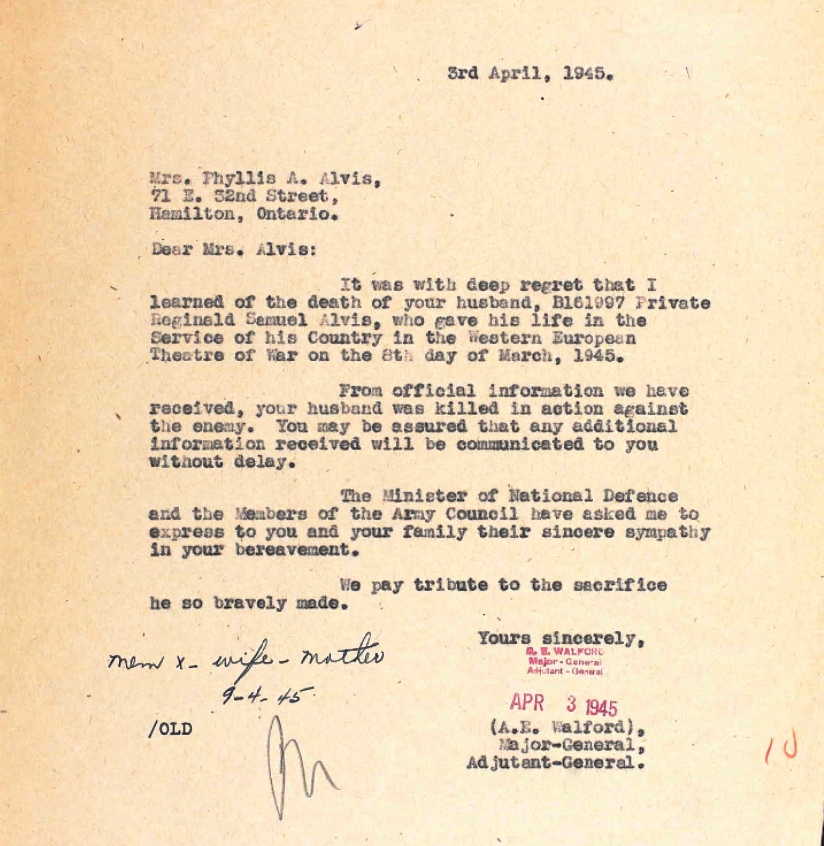 3rd April, 1945.
Mrs. Phyllis A. Alvis,
71 E. 32nd Street,
Hamilton, Ontario.
Dear Mrs. Alvis:
It was with deep regret that I
learned of the death of your husband, B161997 Private
Reginald Samuel Alvis, who gave his life in the
Service of his Country in the Western European
Theatre of War on the 8th day of March, 1945.
From official information we have
received, your husband was killed in action against
the enemy. You may be assured that any additional
information received will be communicated to you
without delay.
The Minister of National Defence
and the Members of the Army Council have asked me to
express to you and your family their sincere sympathy
in your bereavement.
We pay tribute to the sacrifice
he so bravely made.
Yours sincerely,
A. E. WALFORD
Major-General
Adjutant-General
APR 3 1945
(A.E. Walford),
Major-General,
Adjutant-General.
Mem X - wife - mother
9-4-45
/OLD
10